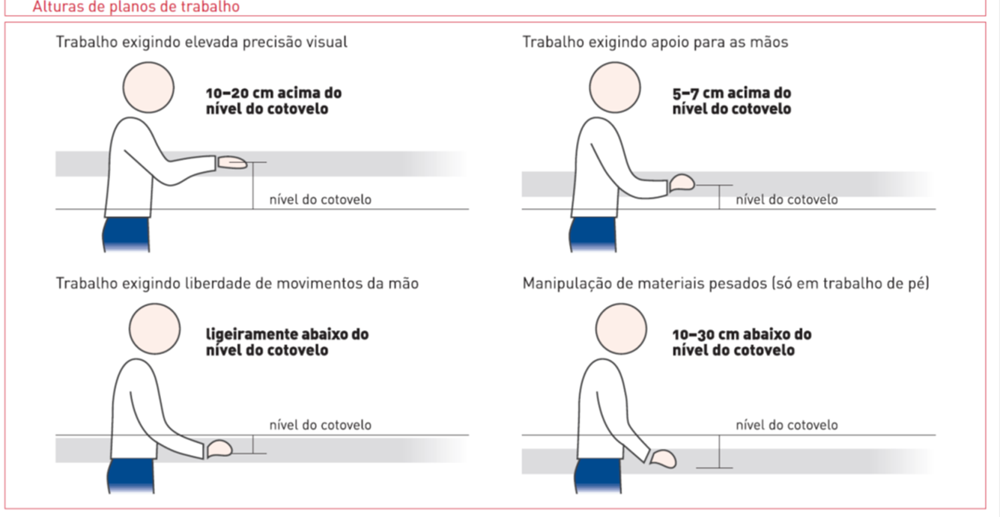 Alturas de planos de trabalho
Trabalho exigindo elevada precisão visual
10–20 cm acima do
nível do cotovelo
nível do cotovelo
Trabalho exigindo apoio para as mãos
5–7 cm acima do
nível do cotovelo
nível do cotovelo
Trabalho exigindo liberdade de movimentos da mão
ligeiramente abaixo do
nível do cotovelo
nível do cotovelo
Manipulação de materiais pesados (só em trabalho de pé)
10–30 cm abaixo do
nível do cotovelo
nível do cotovelo